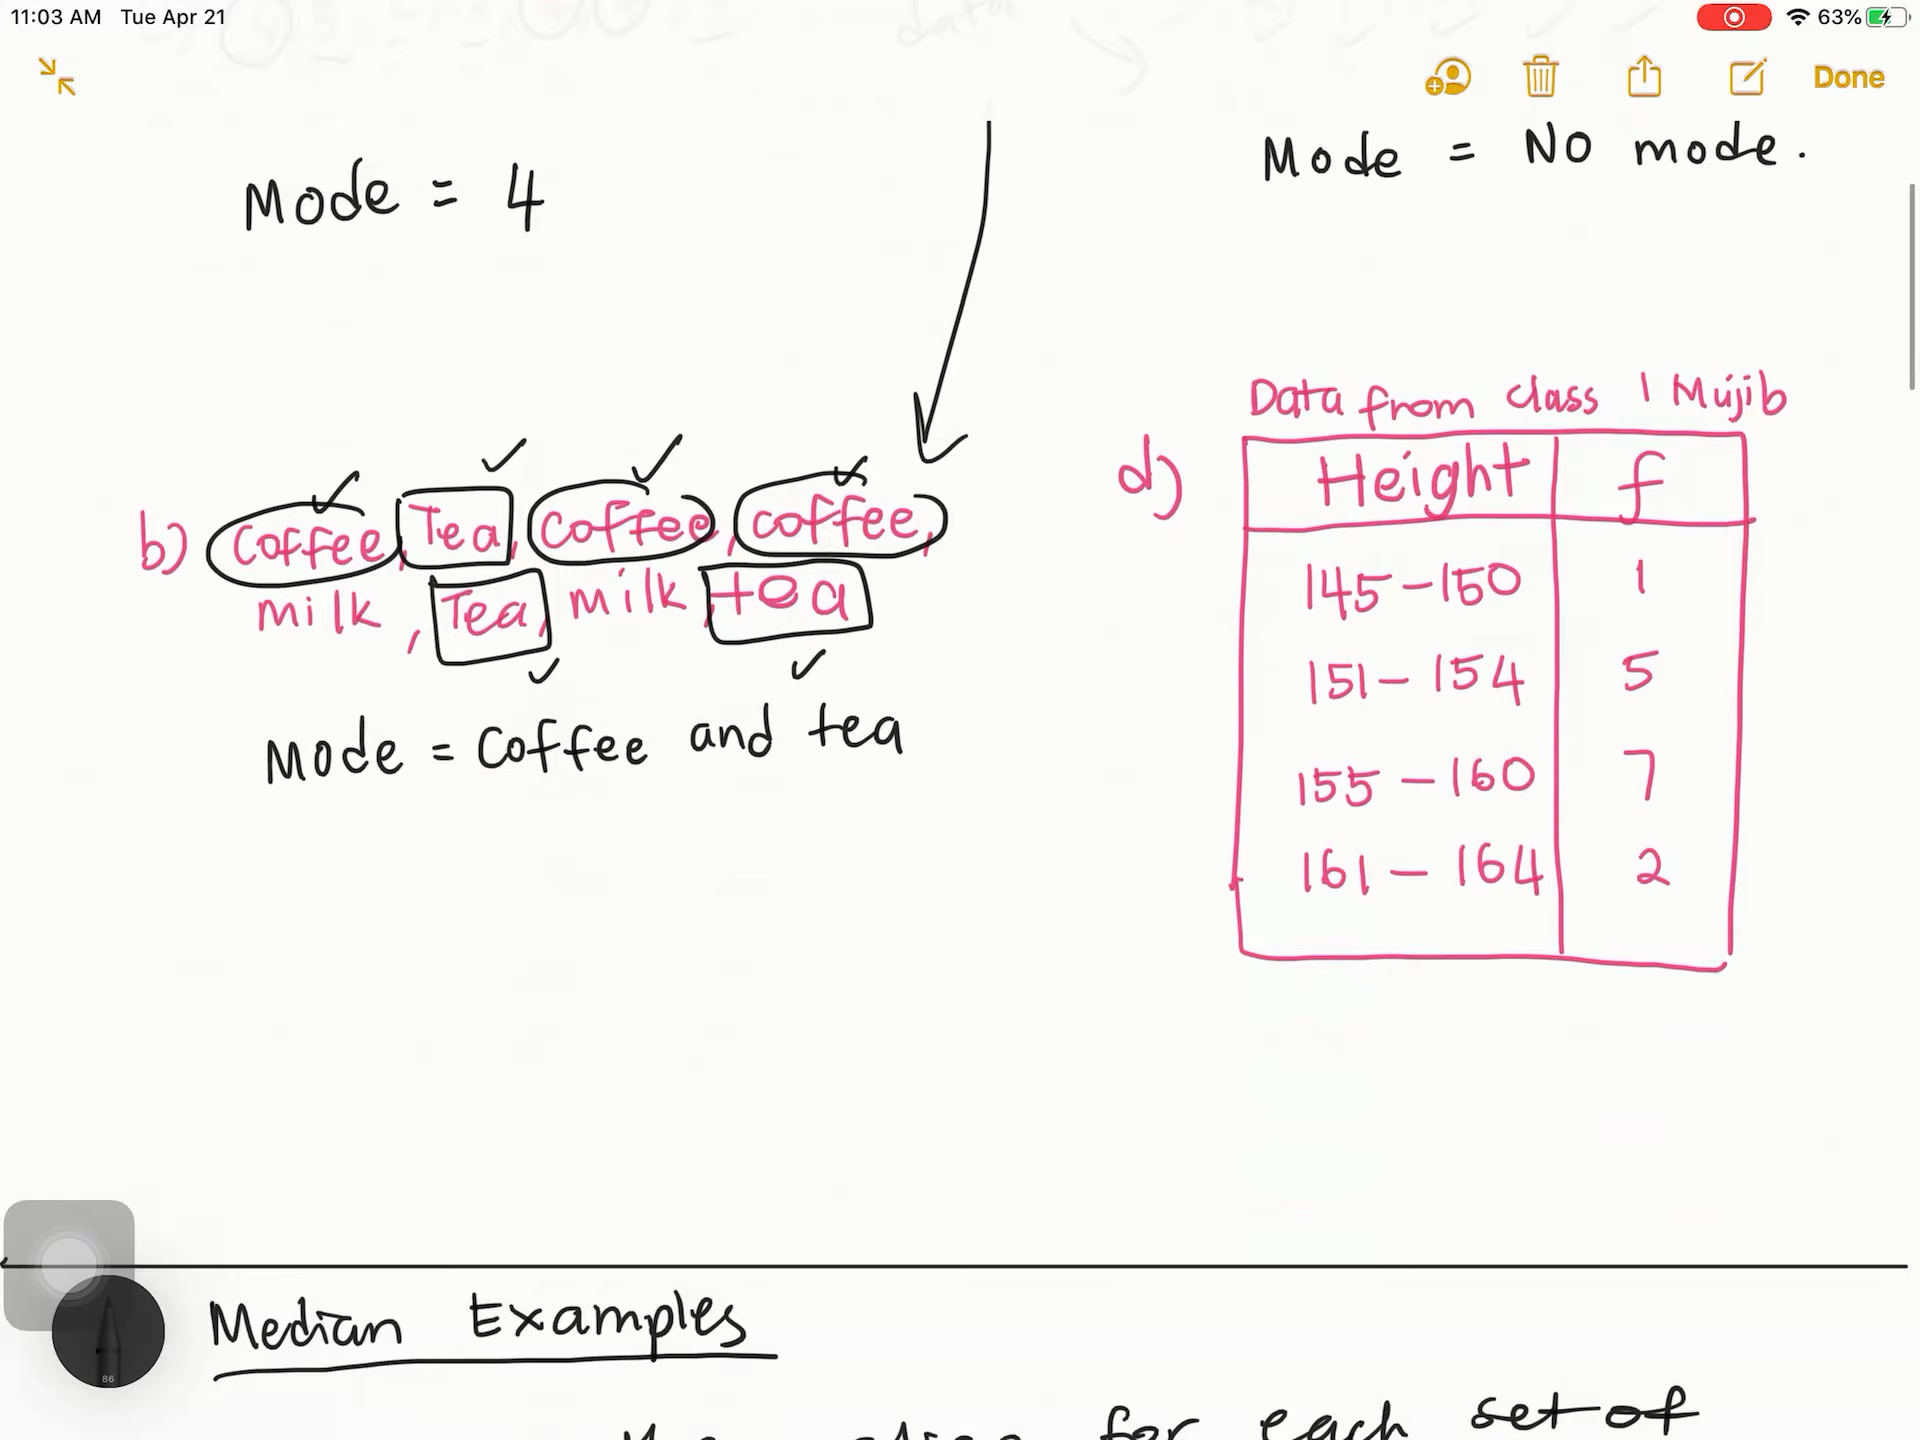 11:03 AM Tue Apr 21
63%
Done
Mode = 4
Mode = NO mode.
b) Coffee, Tea, Coffee, coffee,
milk, Tea, milk, tea
Mode = Coffee and tea
Data from class 1 Mujib
d) Height f
145-150 1
151-154 5
155-160 7
161-164 2
Median Examples
86
for each set of